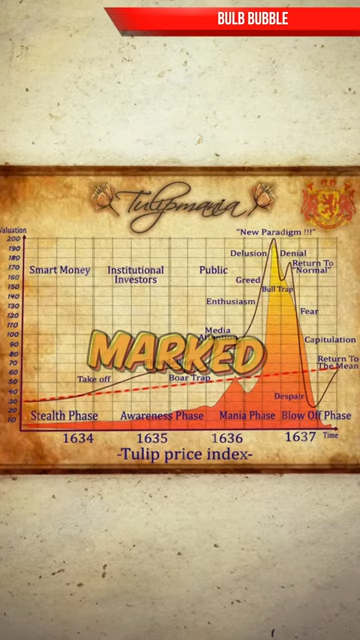 BULB BUBBLE
Tulipmania
Valuation
"New Paradigm !!!"
200
190
180
170
160
150
140
130
120
110
100
90
80
70
60
50
40
30
20
10
Smart Money
Institutional
Investors
Public
Delusion
Denial
Return To
"Normal"
Greed
Bull Trap
Enthusiasm
Fear
Media
Attention
Capitulation
MARKED
Return To
The Mean
Take off
Boar Trap
Despair
Stealth Phase
Awareness Phase
Mania Phase
Blow Off Phase
1634
1635
1636
1637
Time
-Tulip price index-